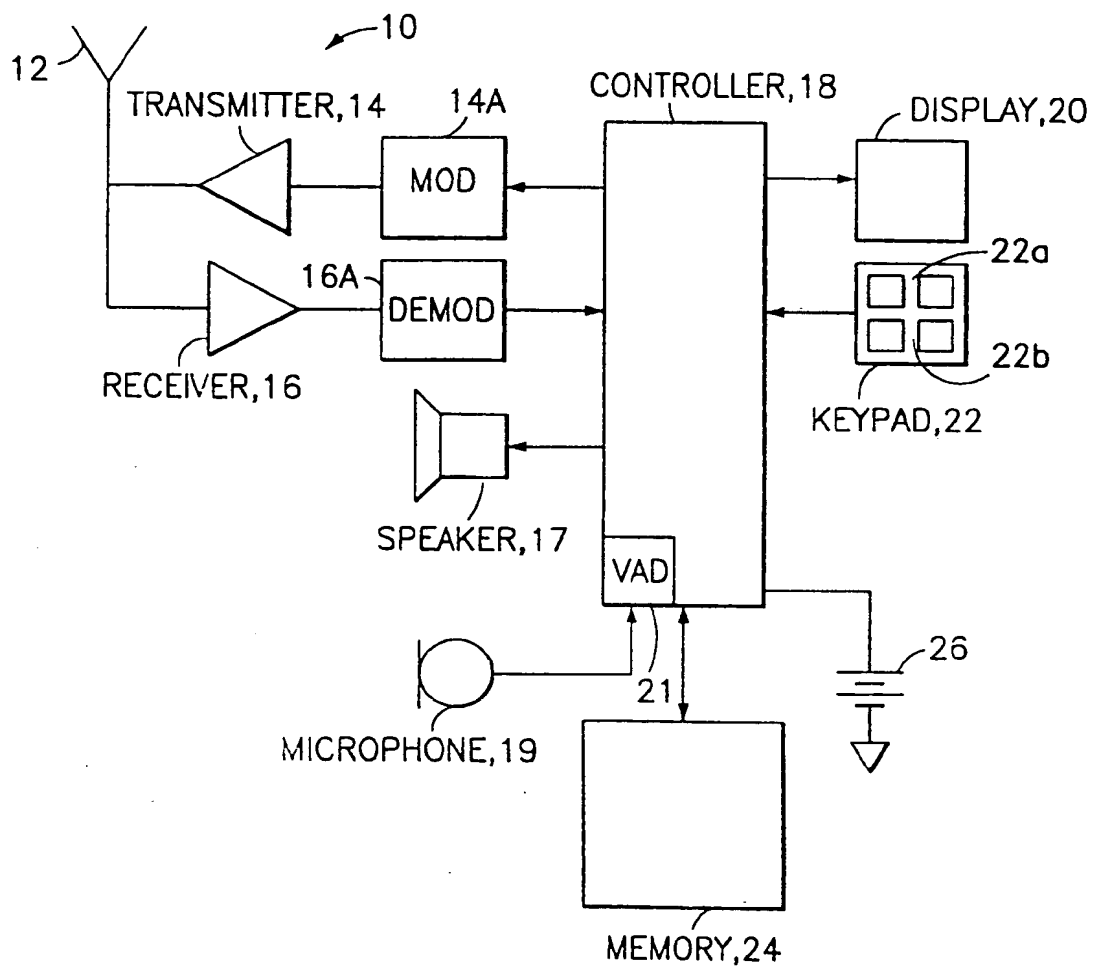 10
12
TRANSMITTER,14
14A
CONTROLLER,18
DISPLAY,20
MOD
22a
16A
DEMOD
22b
RECEIVER,16
KEYPAD,22
SPEAKER,17
VAD
26
21
MICROPHONE,19
MEMORY,24